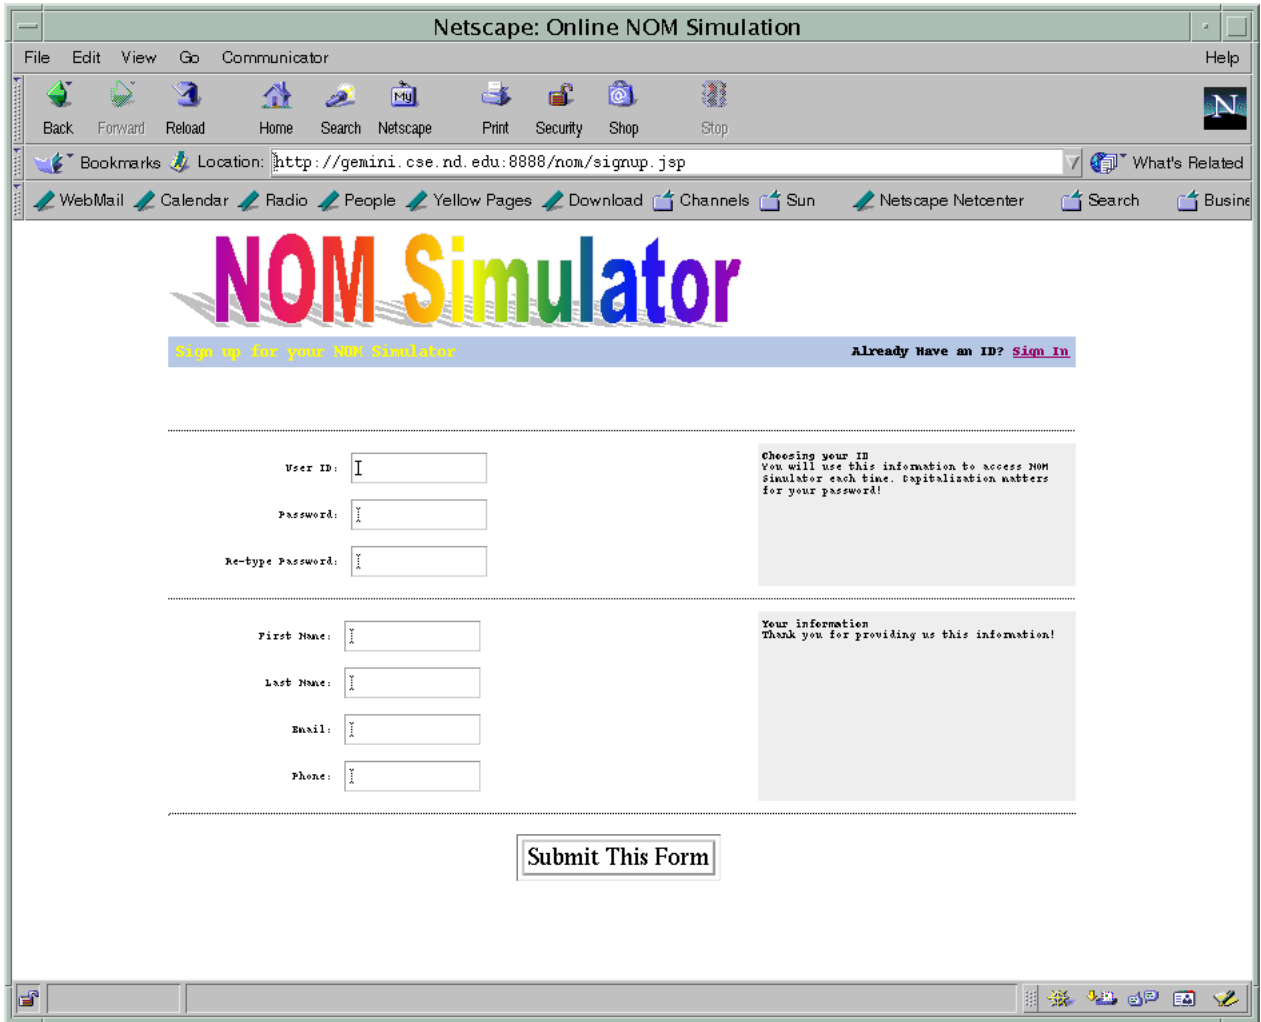 Netscape: Online NOM Simulation
File Edit View Go Communicator Help
Back Forward Reload Home Search Netscape Print Security Shop Stop
My
N
Bookmarks Location: http://gemini.cse.nd.edu:8888/nom/signup.jsp What's Related
WebMail Calendar Radio People Yellow Pages Download Channels Sun Netscape Netcenter Search Busine
NOM Simulator
Sign up for your NOM Simulator Already Have an ID? Sign In
User ID:
Password:
Re-type Password:
Choosing your ID
You will use this information to access NOM
Simulator each time. Capitalization matters
for your password!
First Name:
Last Name:
Email:
Phone:
Your information
Thank you for providing us this information!
Submit This Form